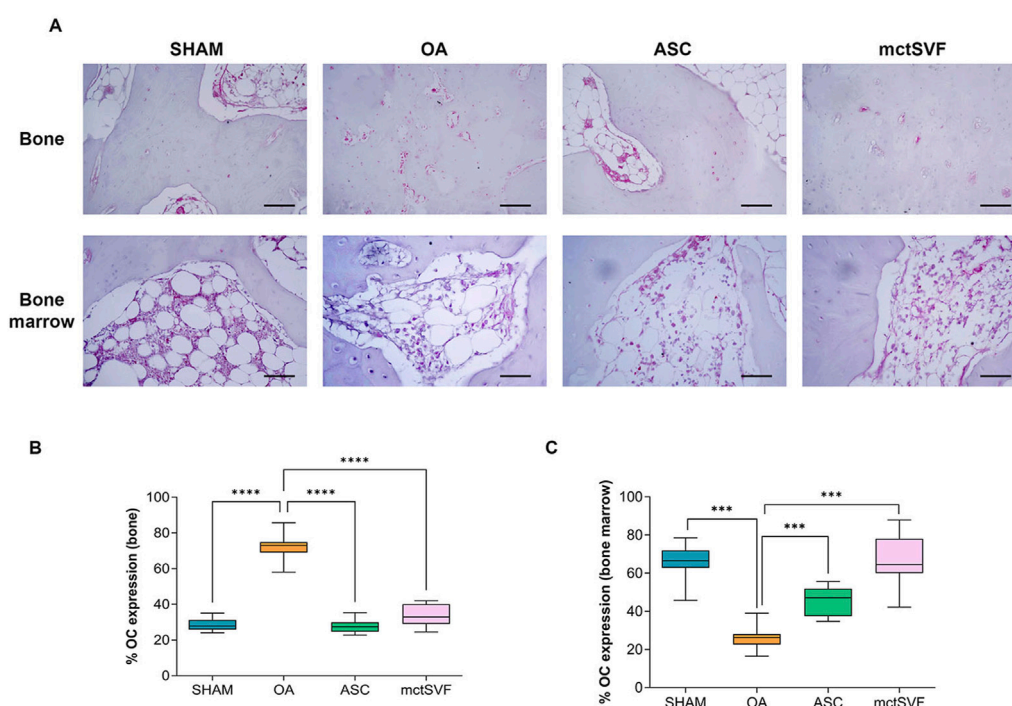 A
SHAM OA ASC mctSVF
Bone
Bone
marrow
B
% OC expression (bone)
100
80
60
40
20
0
**** **** ****
SHAM OA ASC mctSVF
C
% OC expression (bone marrow)
100
80
60
40
20
0
*** *** ***
SHAM OA ASC mctSVF